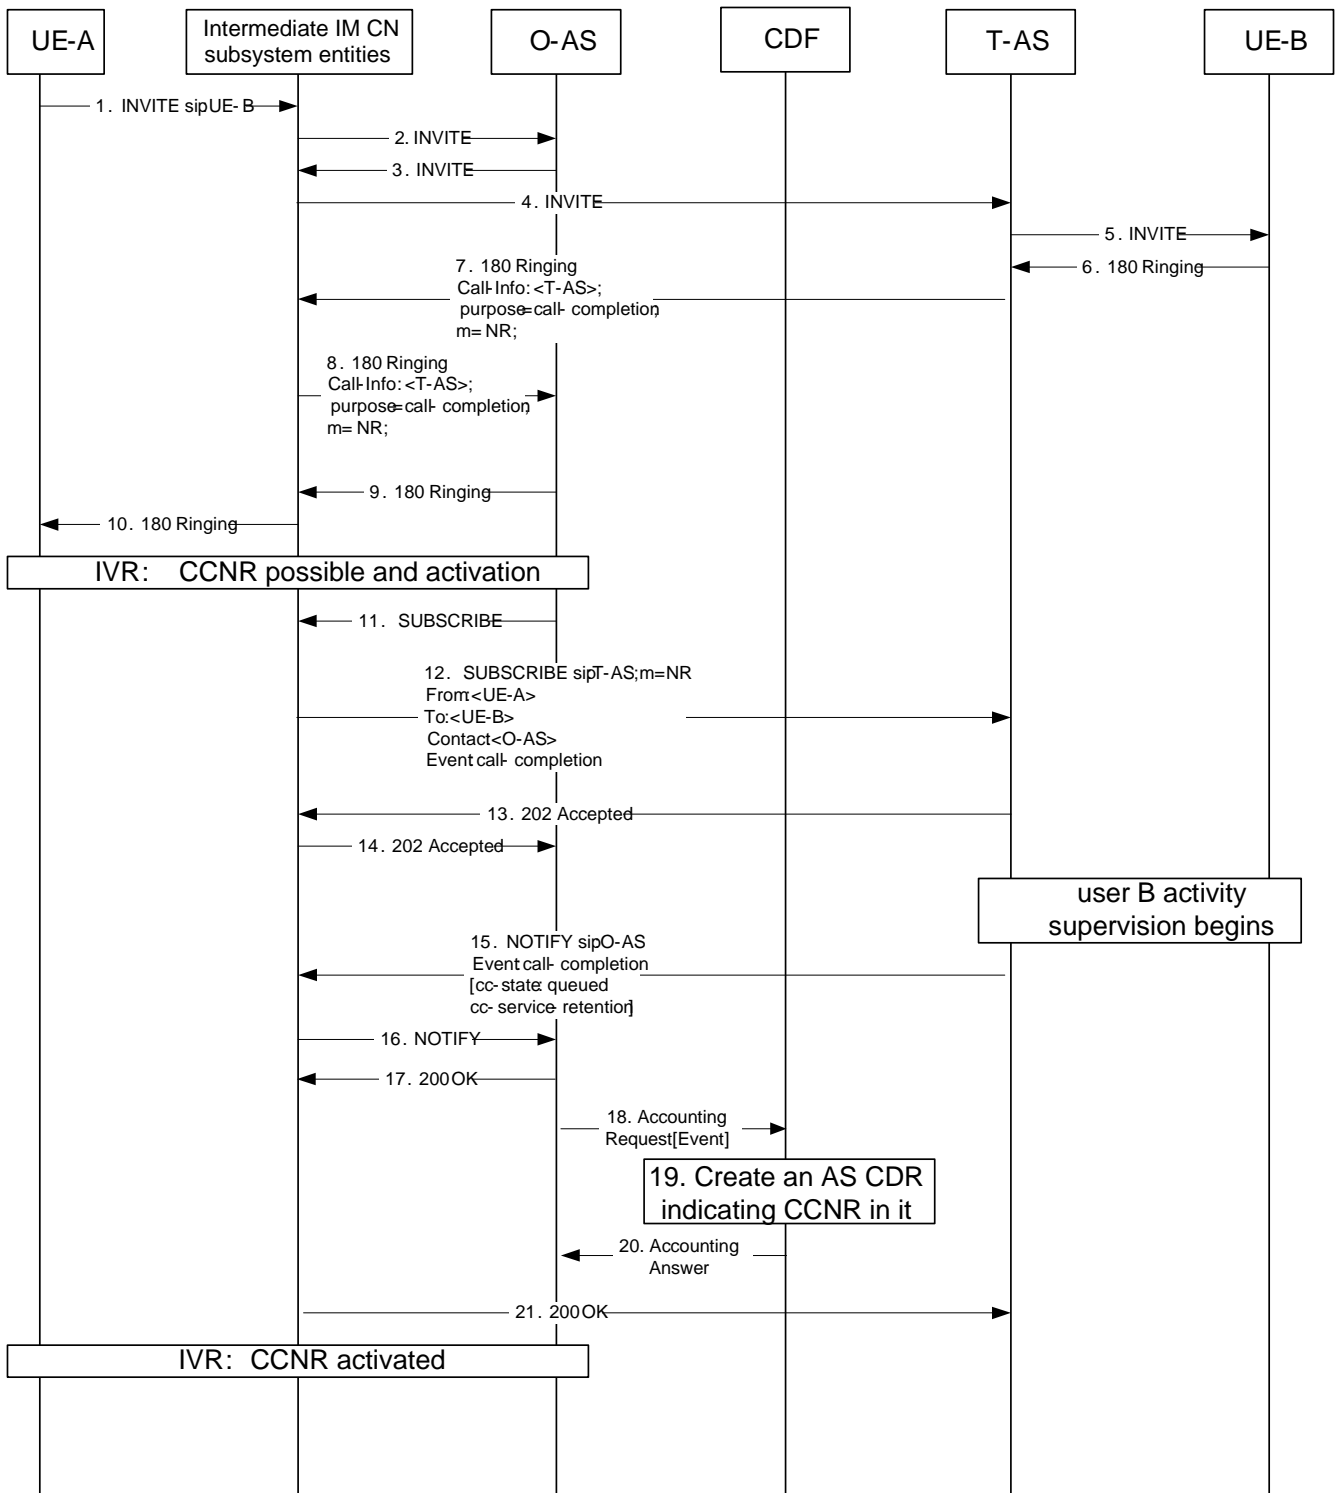 UE-A
Intermediate IM CN
subsystem entities
O-AS
CDF
T-AS
UE-B
1. INVITE sipUE-B
2. INVITE
3. INVITE
4. INVITE
5. INVITE
6. 180 Ringing
7. 180 Ringing
Call-Info: <T-AS>;
purpose=call-completion;
m=NR;
8. 180 Ringing
Call-Info: <T-AS>;
purpose=call-completion;
m=NR;
9. 180 Ringing
10. 180 Ringing
IVR: CCNR possible and activation
11. SUBSCRIBE
12. SUBSCRIBE sip:T-AS;m=NR
From:<UE-A>
To:<UE-B>
Contact:<O-AS>
Event:call-completion
13. 202 Accepted
14. 202 Accepted
user B activity
supervision begins
15. NOTIFY sipO-AS
Event:call-completion
[cc-state: queued
cc-service-retention]
16. NOTIFY
17. 200 OK
18. Accounting
Request[Event]
19. Create an AS CDR
indicating CCNR in it
20. Accounting
Answer
21. 200 OK
IVR: CCNR activated